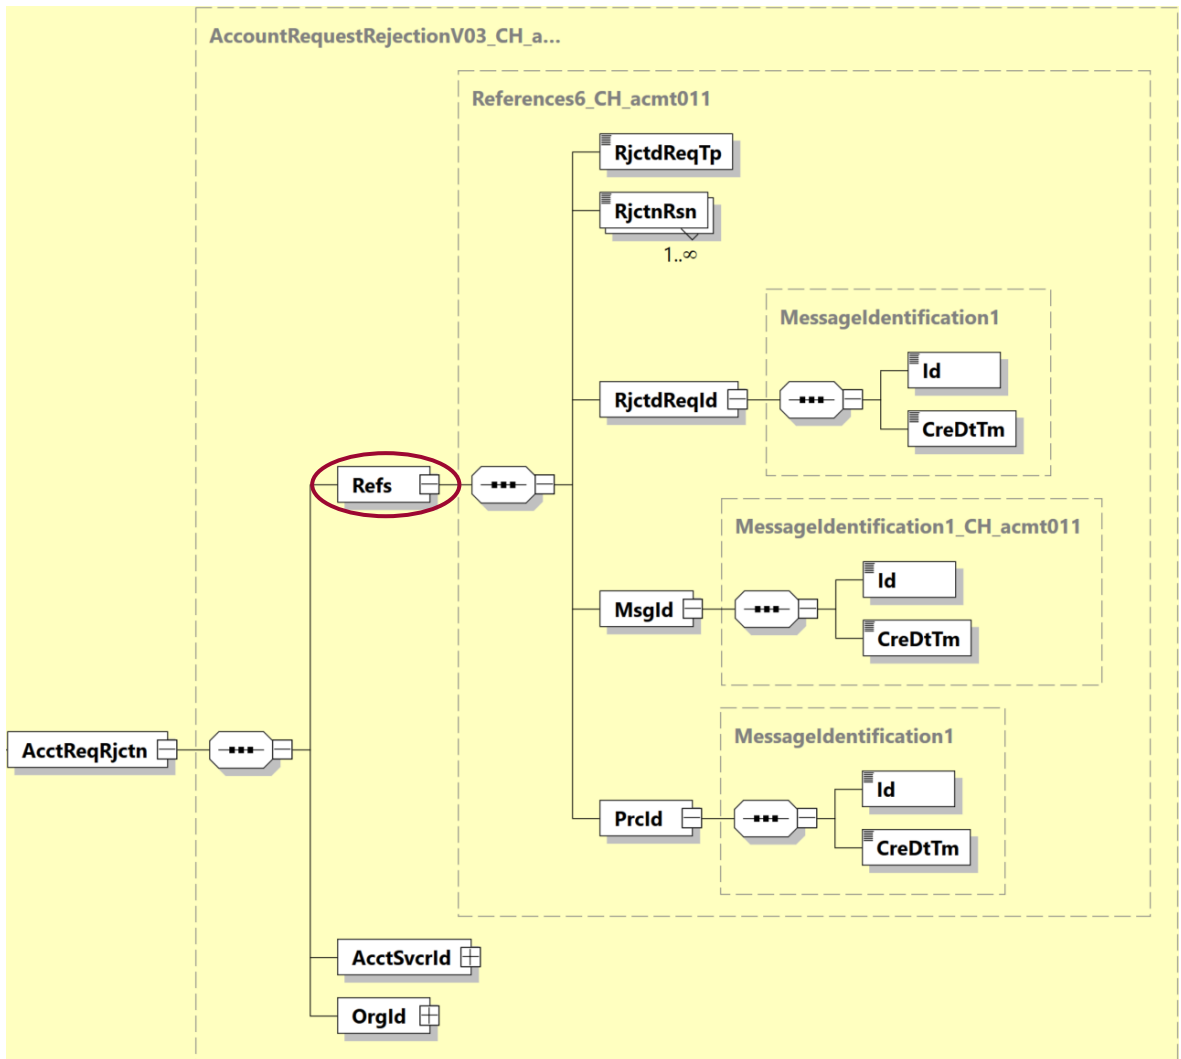 AccountRequestRejectionV03_CH_a...
References6_CH_acmt011
RjctdReqTp
RjctnRsn
1..∞
MessageIdentification1
Id
RjctdReqId
CreDtTm
Refs
MessageIdentification1_CH_acmt011
Id
MsgId
CreDtTm
MessageIdentification1
AcctReqRjctn
Id
PrcId
CreDtTm
AcctSvcrId
OrgId